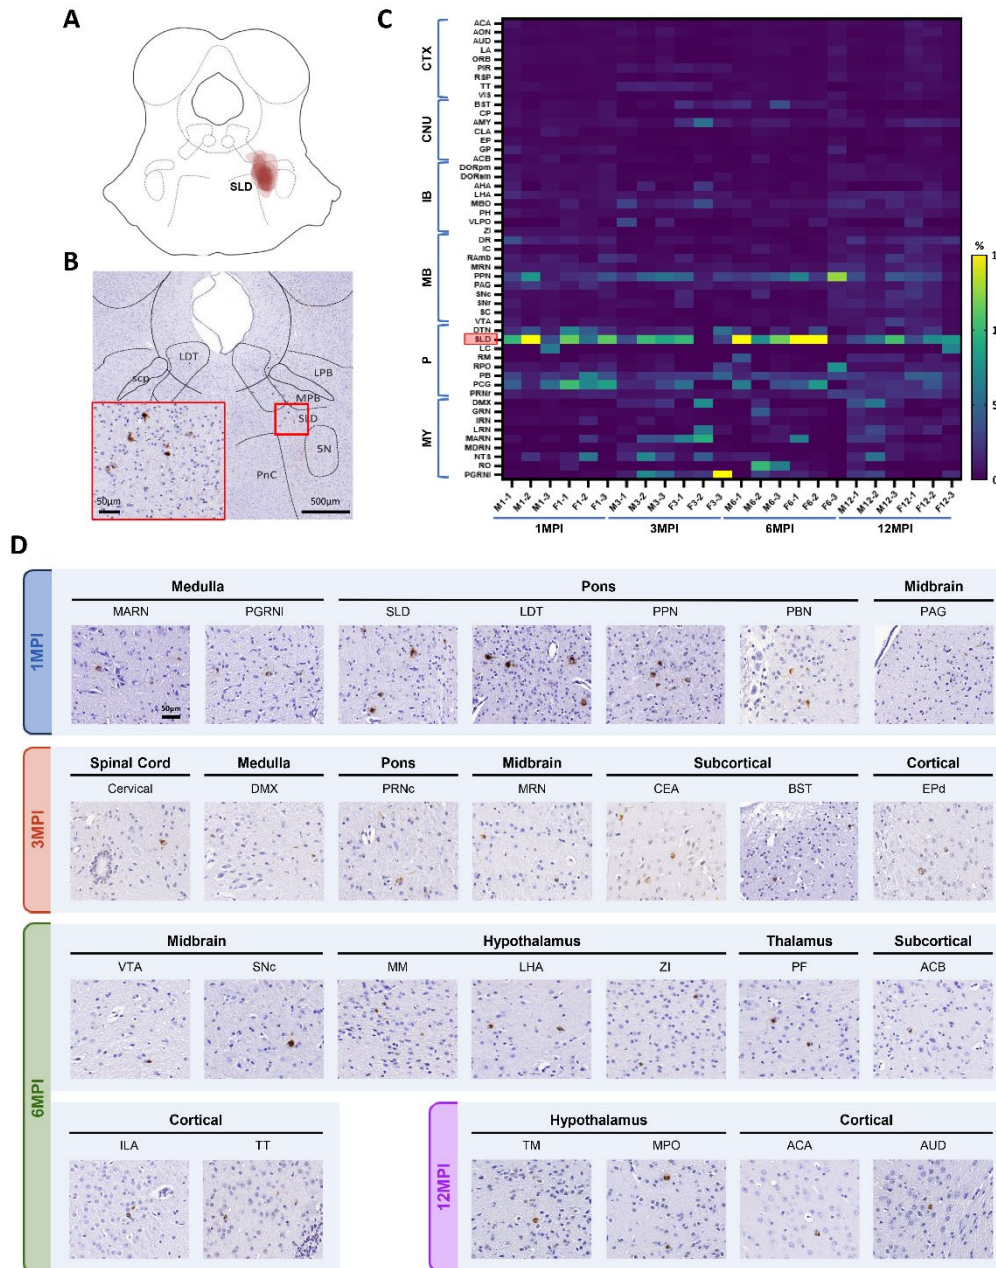 A
SLD
B
LDT
scp
LPB
MPB
SLD
SN
PnC
50µm
500µm
C
CTX
CNU
IB
MB
P
MY
ACA
AON
AUD
LA
ORB
PIR
RSP
TT
VIS
BST
CP
AMY
CLA
EP
GP
ACB
DORpm
DORsm
AHA
LHA
MBO
PH
VLPO
ZI
DR
IC
RAmb
MRN
PPN
PAG
SNc
SNr
SC
VTA
DTN
SLD
LC
RM
RPO
PB
PCG
PRNr
DMX
GRN
IRN
LRN
MARN
MDRN
NTS
RO
PGRNl
M1-1 M1-2 M1-3 F1-1 F1-2 F1-3 M3-1 M3-2 M3-3 F3-1 F3-2 F3-3 M6-1 M6-2 M6-3 F6-1 F6-2 F6-3 M12-1 M12-2 M12-3 F12-1 F12-2 F12-3
1MPI 3MPI 6MPI 12MPI
%
D
1MPI
Medulla Pons Midbrain
MARN PGRNl SLD LDT PPN PBN PAG
50µm
3MPI
Spinal Cord Medulla Pons Midbrain Subcortical Cortical
Cervical DMX PRNc MRN CEA BST EPd
6MPI
Midbrain Hypothalamus Thalamus Subcortical
VTA SNc MM LHA ZI PF ACB
Cortical
ILA TT
12MPI
Hypothalamus Cortical
TM MPO ACA AUD